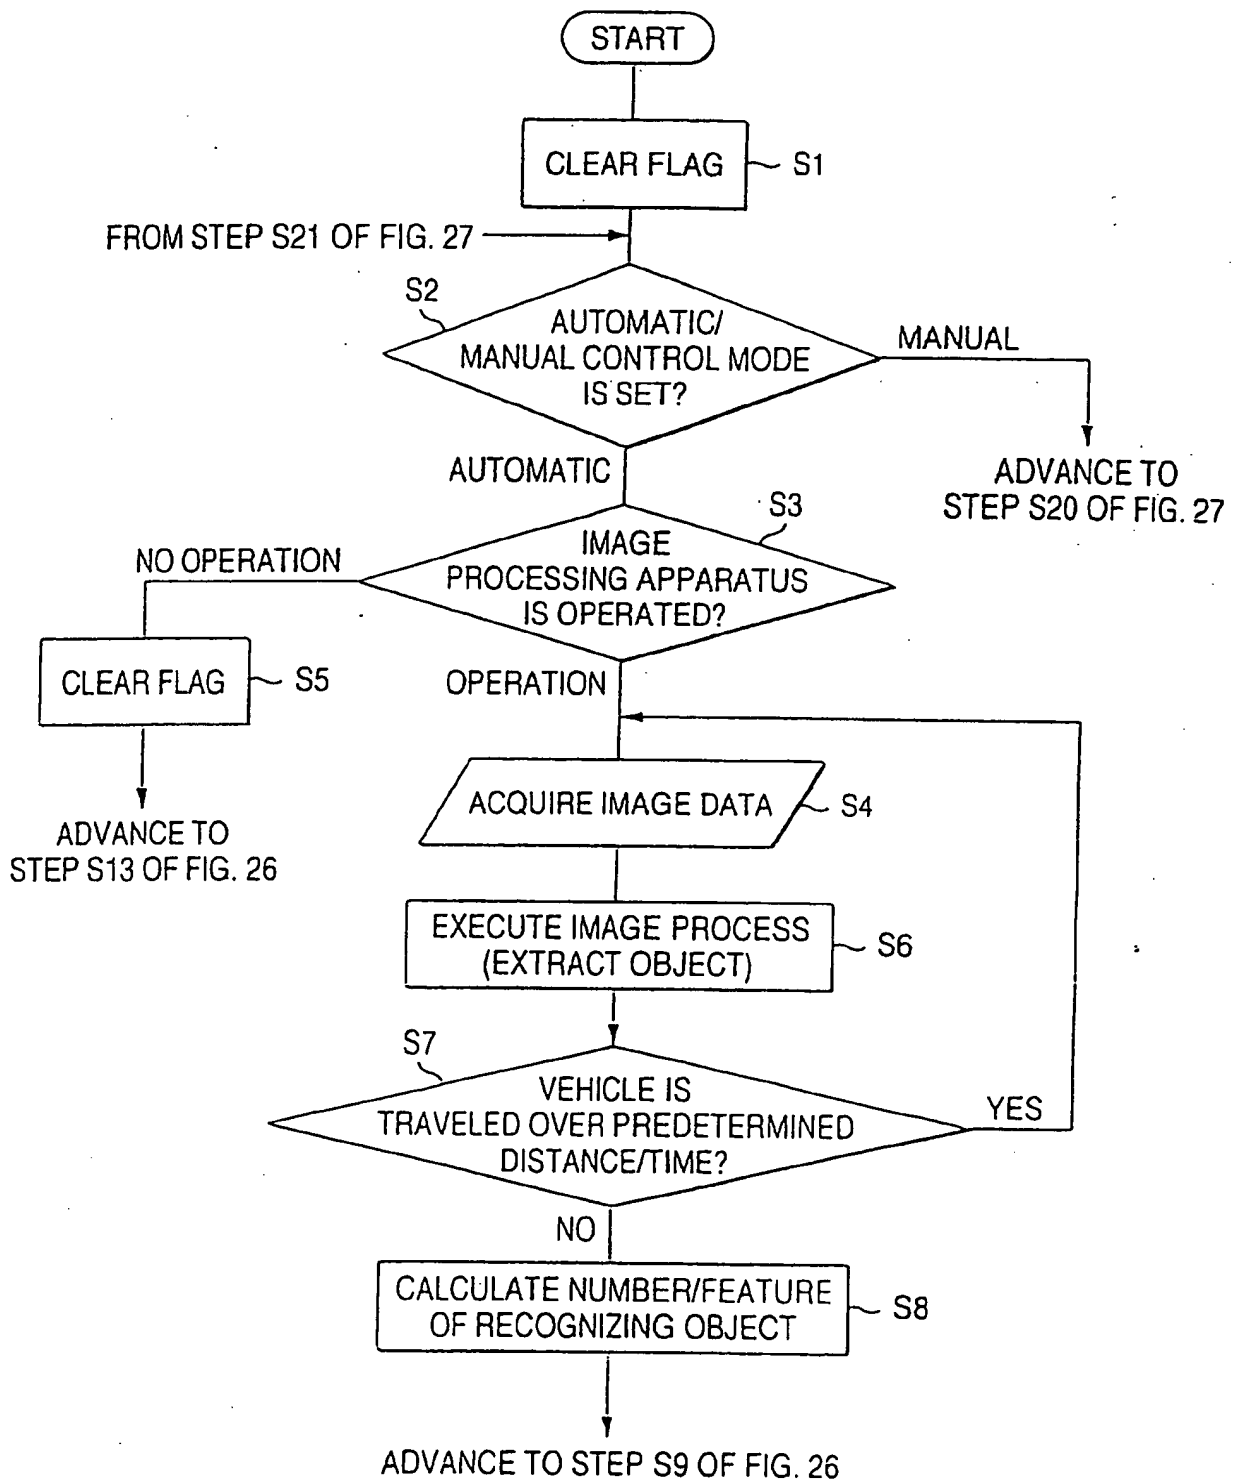 START
CLEAR FLAG
S1
FROM STEP S21 OF FIG. 27
S2
AUTOMATIC/
MANUAL CONTROL MODE
IS SET?
MANUAL
AUTOMATIC
ADVANCE TO
STEP S20 OF FIG. 27
S3
IMAGE
PROCESSING APPARATUS
IS OPERATED?
NO OPERATION
CLEAR FLAG
S5
OPERATION
ADVANCE TO
STEP S13 OF FIG. 26
ACQUIRE IMAGE DATA
S4
EXECUTE IMAGE PROCESS
(EXTRACT OBJECT)
S6
S7
VEHICLE IS
TRAVELED OVER PREDETERMINED
DISTANCE/TIME?
YES
NO
CALCULATE NUMBER/FEATURE
OF RECOGNIZING OBJECT
S8
ADVANCE TO STEP S9 OF FIG. 26